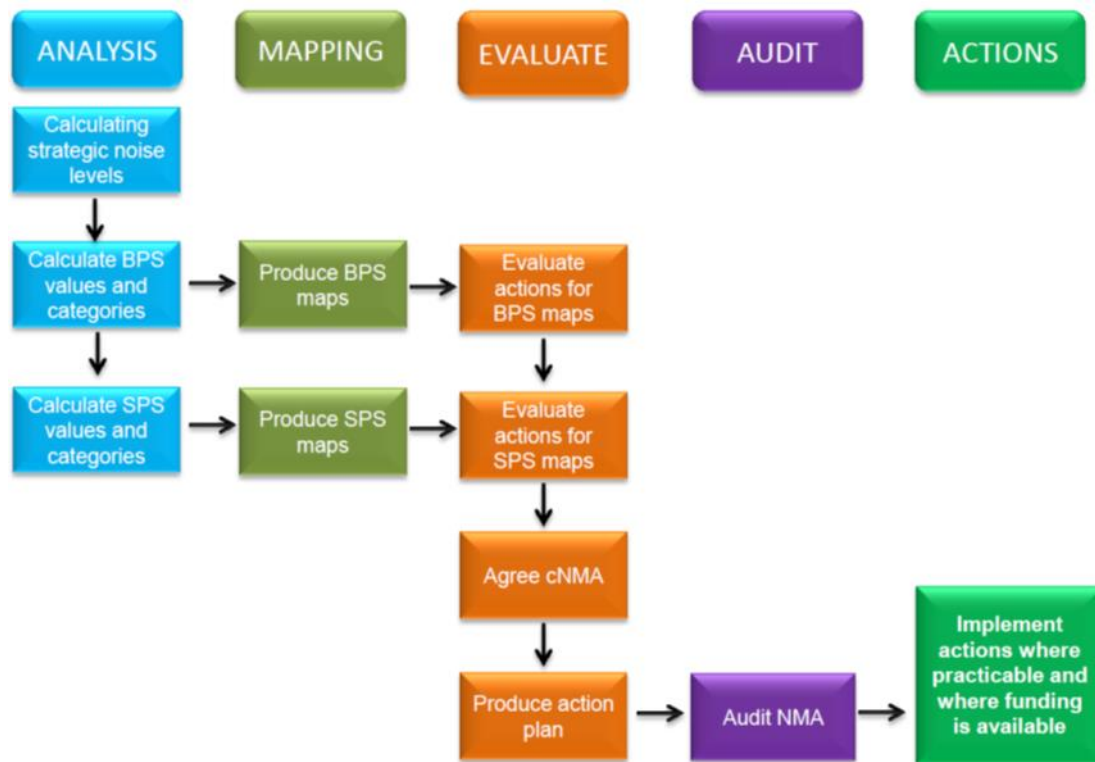 ANALYSIS
MAPPING
EVALUATE
AUDIT
ACTIONS
Calculating
strategic noise
levels
Calculate BPS
values and
categories
Produce BPS
maps
Evaluate
actions for
BPS maps
Calculate SPS
values and
categories
Produce SPS
maps
Evaluate
actions for
SPS maps
Agree cNMA
Produce action
plan
Audit NMA
Implement
actions where
practicable and
where funding
is available